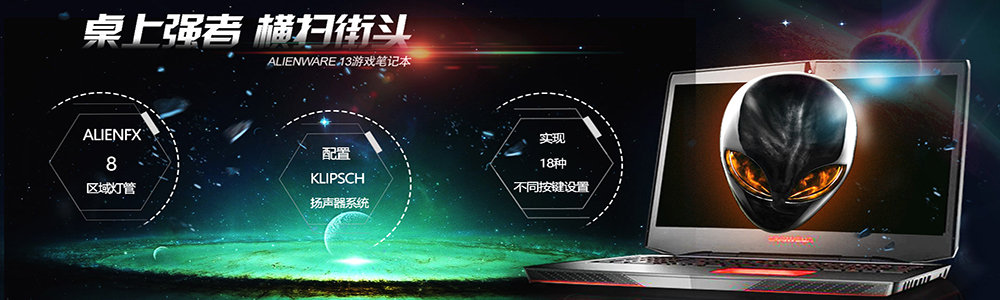 桌上强者 横扫街头
ALIENWARE 13游戏笔记本
ALIENFX
8
区域灯管
配置
KLIPSCH
扬声器系统
实现
18种
不同按键设置